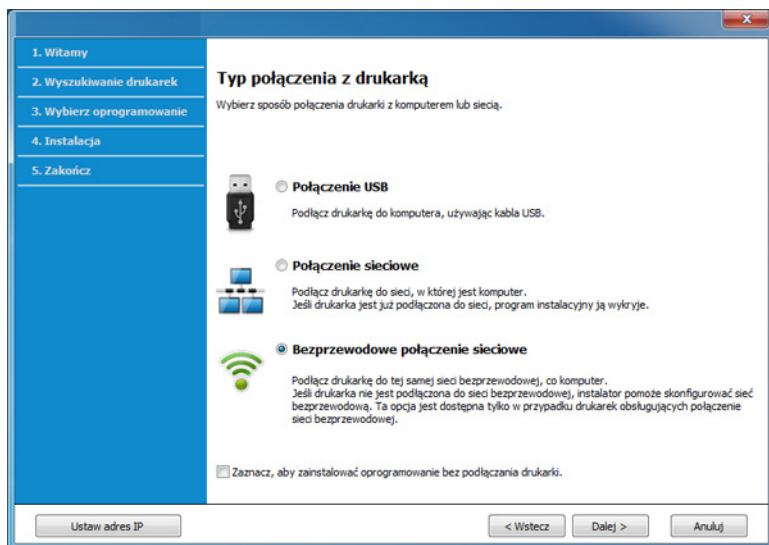 1. Witamy
2. Wyszukiwanie drukarek
3. Wybierz oprogramowanie
4. Instalacja
5. Zakończ
Typ połączenia z drukarką
Wybierz sposób połączenia drukarki z komputerem lub siecią.
Połączenie USB
Podłącz drukarkę do komputera, używając kabla USB.
Połączenie sieciowe
Podłącz drukarkę do sieci, w której jest komputer.
Jeśli drukarka jest już podłączona do sieci, program instalacyjny ją wykryje.
Bezprzewodowe połączenie sieciowe
Podłącz drukarkę do tej samej sieci bezprzewodowej, co komputer.
Jeśli drukarka nie jest podłączona do sieci bezprzewodowej, instalator pomoże skonfigurować sieć
bezprzewodową. Ta opcja jest dostępna tylko w przypadku drukarek obsługujących połączenie
sieci bezprzewodowej.
Zaznacz, aby zainstalować oprogramowanie bez podłączania drukarki.
Ustaw adres IP
< Wstecz
Dalej >
Anuluj